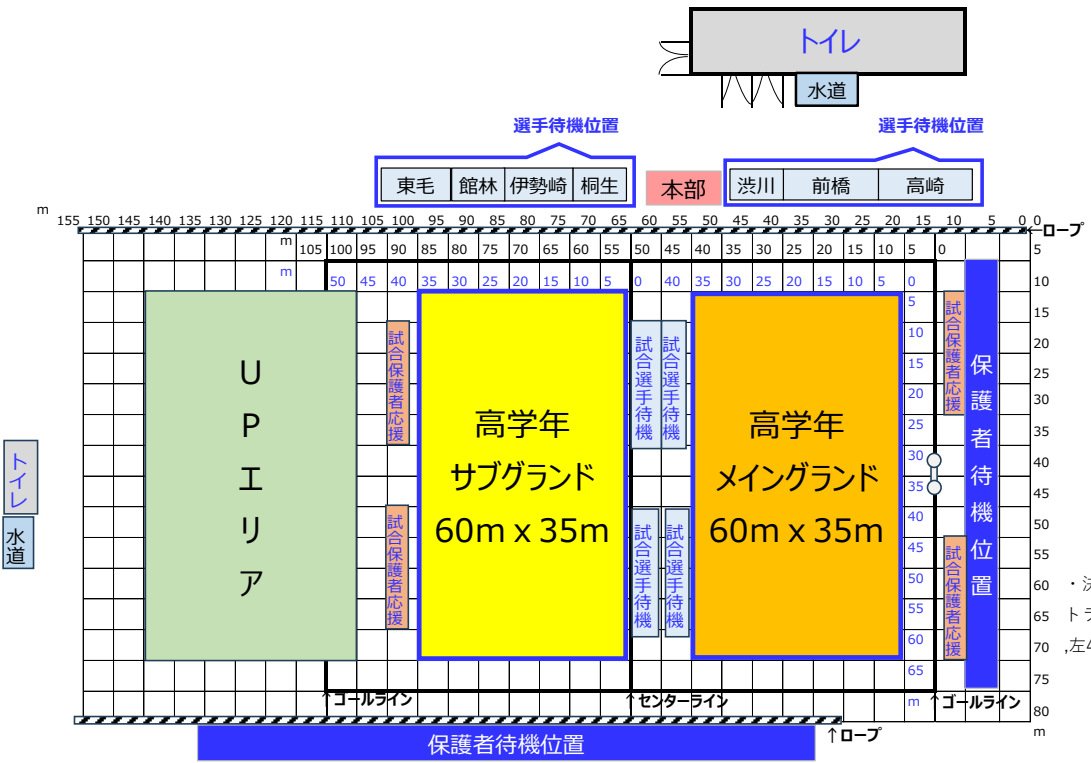 トイレ
水道
選手待機位置
選手待機位置
東毛 館林 伊勢崎 桐生
本部
渋川 前橋 高崎
m
155 150 145 140 135 130 125 120 115 110 105 100 95 90 85 80 75 70 65 60 55 50 45 40 35 30 25 20 15 10 5 0 0
←ロープ
m 105 100 95 90 85 80 75 70 65 60 55 50 45 40 35 30 25 20 15 10 5 0 5
m 50 45 40 35 30 25 20 15 10 5 0 40 35 30 25 20 15 10 5 0 10
5
10
15
20
25
30
35
40
45
50
55
60
65
m
15
20
25
30
35
40
45
50
55
60
65
70
75
80
m
UPエリア
試合保護者応援
試合保護者応援
高学年
サブグランド
60m x 35m
試合選手待機
試合選手待機
試合選手待機
試合選手待機
高学年
メイングランド
60m x 35m
試合保護者応援
試合保護者応援
保護者待機位置
トイレ
水道
・決
トラ
,左4
↑ゴールライン
↑センターライン
↑ゴールライン
↑ロープ
保護者待機位置